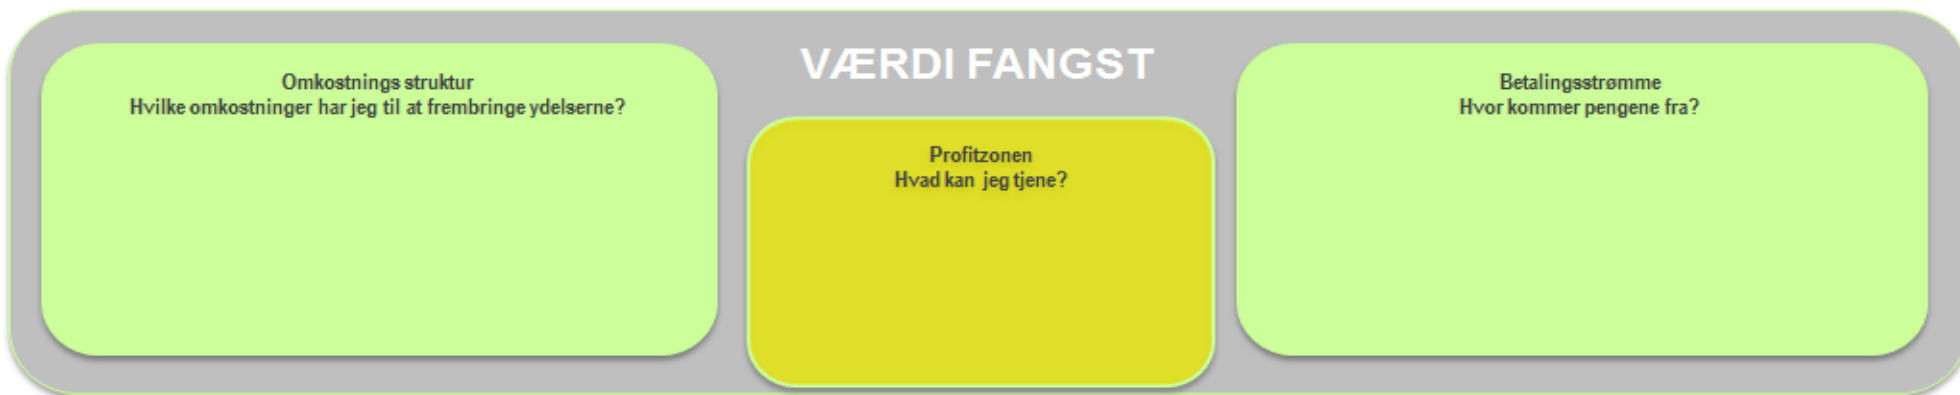 VÆRDI FANGST
Omkostnings struktur
Hvilke omkostninger har jeg til at frembringe ydelserne?
Profitzonen
Hvad kan jeg tjene?
Betalingsstrømme
Hvor kommer pengene fra?